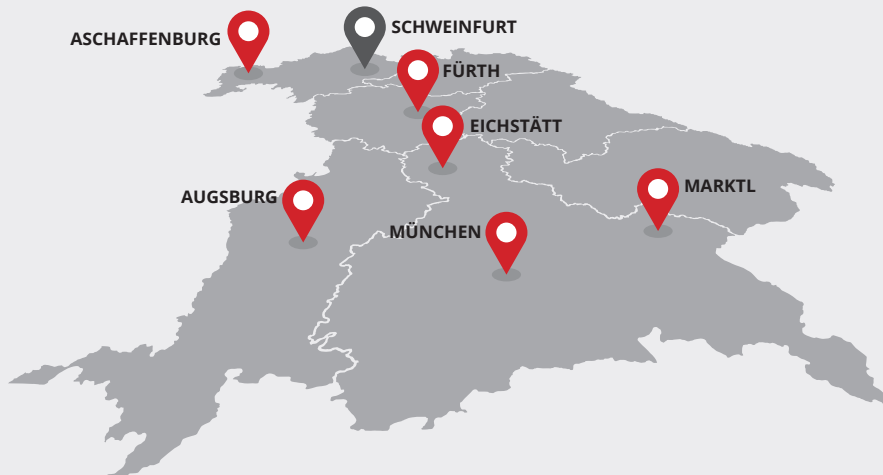 SCHWEINFURT
ASCHAFFENBURG
FÜRTH
EICHSTÄTT
MARKTL
AUGSBURG
MÜNCHEN